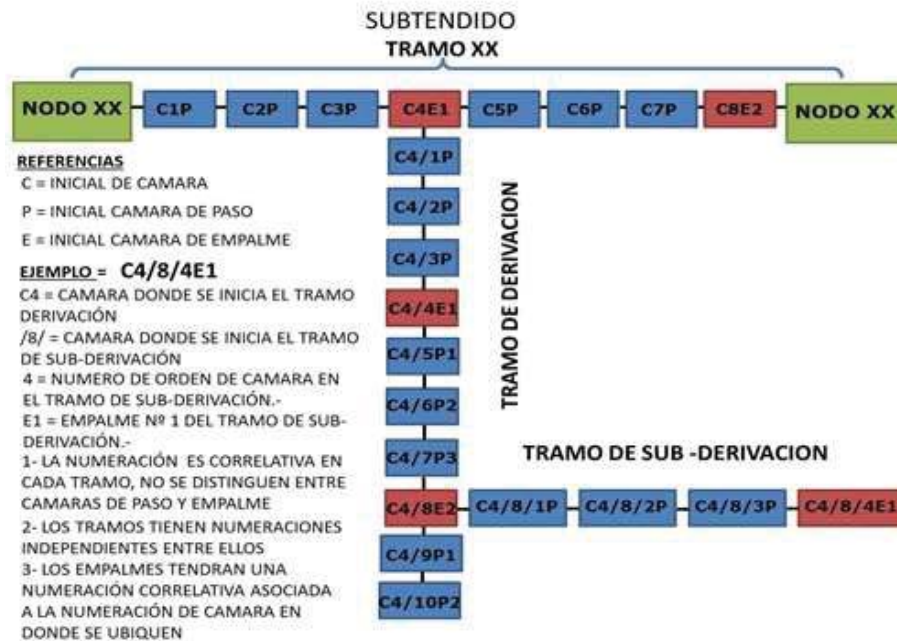 SUBTENDIDO
TRAMO XX
NODO XX
C1P
C2P
C3P
C4E1
C5P
C6P
C7P
C8E2
NODO XX
REFERENCIAS
C = INICIAL DE CAMARA
P = INICIAL CAMARA DE PASO
E = INICIAL CAMARA DE EMPALME
EJEMPLO = C4/8/4E1
C4 = CAMARA DONDE SE INICIA EL TRAMO
DERIVACIÓN
/8/ = CAMARA DONDE SE INICIA EL TRAMO
DE SUB-DERIVACIÓN
4 = NUMERO DE ORDEN DE CAMARA EN
EL TRAMO DE SUB-DERIVACIÓN.-
E1 = EMPALME Nº 1 DEL TRAMO DE SUB-
DERIVACIÓN.-
1- LA NUMERACIÓN ES CORRELATIVA EN
CADA TRAMO, NO SE DISTINGUEN ENTRE
CAMARAS DE PASO Y EMPALME
2- LOS TRAMOS TIENEN NUMERACIONES
INDEPENDIENTES ENTRE ELLOS
3- LOS EMPALMES TENDRAN UNA
NUMERACIÓN CORRELATIVA ASOCIADA
A LA NUMERACIÓN DE CAMARA EN
DONDE SE UBIQUEN
C4/1P
C4/2P
C4/3P
C4/4E1
C4/5P1
C4/6P2
C4/7P3
C4/8E2
C4/9P1
C4/10P2
TRAMO DE DERIVACION
TRAMO DE SUB -DERIVACION
C4/8/1P
C4/8/2P
C4/8/3P
C4/8/4E1